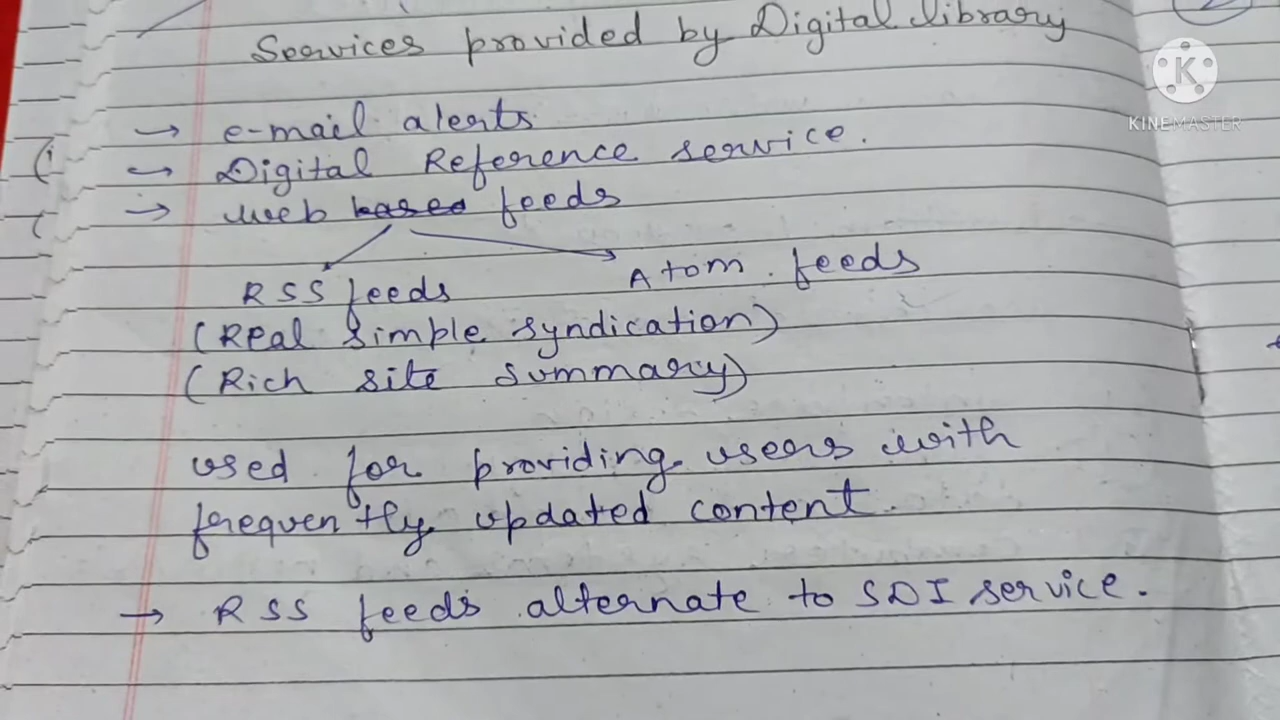 Services provided by Digital library
K
KINEMASTER
→ e-mail alerts.
→ Digital Reference service.
→ web based feeds
RSS feeds
Atom feeds
(Real simple syndication)
(Rich site summary)
used for providing users with
frequently updated content.
→ RSS feeds alternate to SDI service.